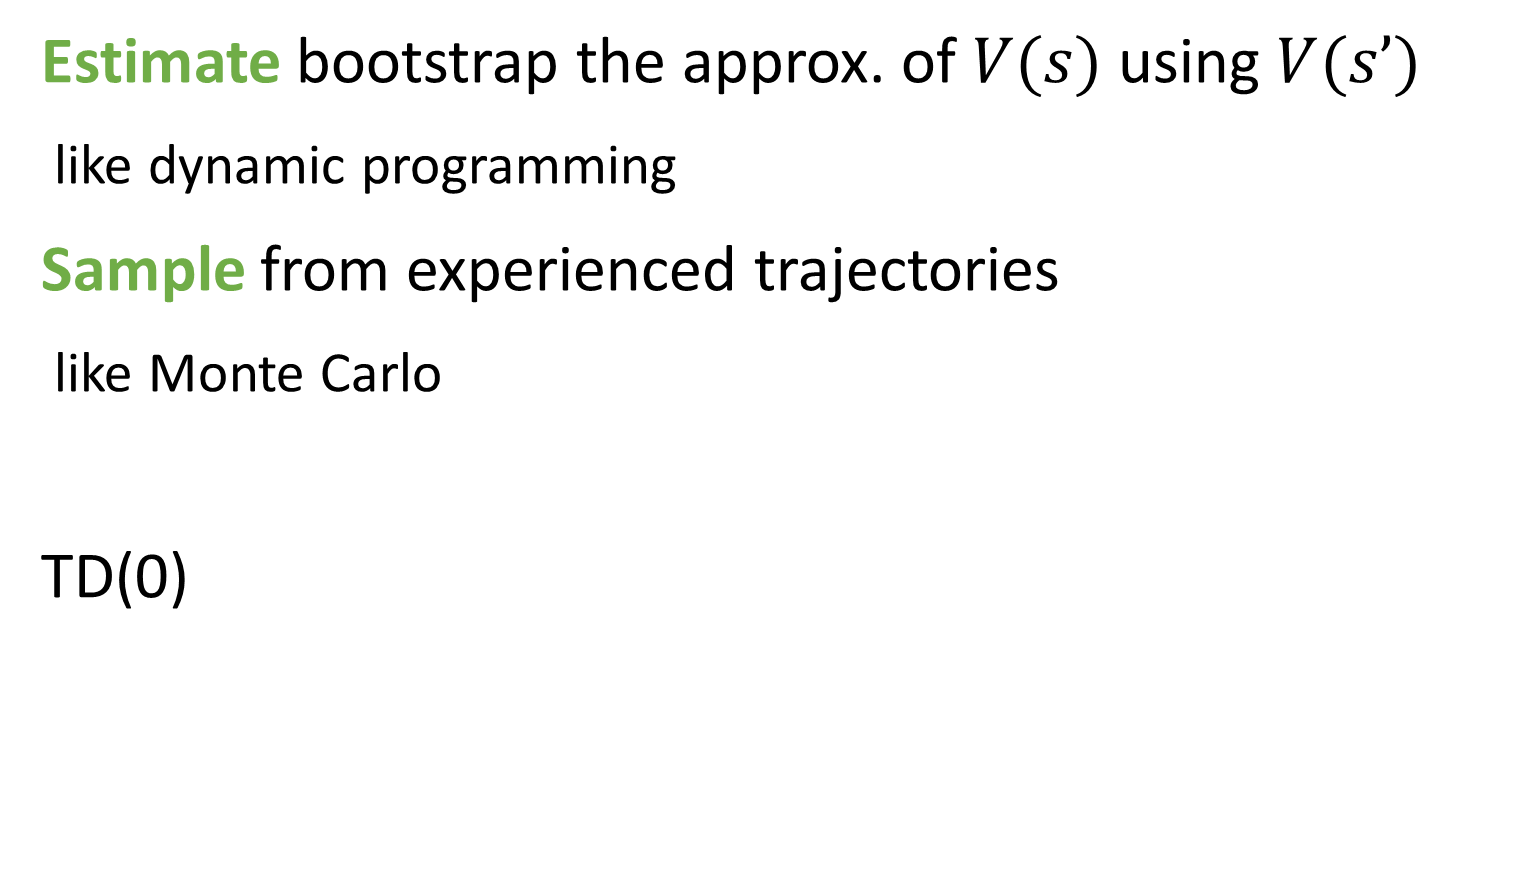 Estimate bootstrap the approx. of V(s) using V(s’)
like dynamic programming
Sample from experienced trajectories
like Monte Carlo
TD(0)